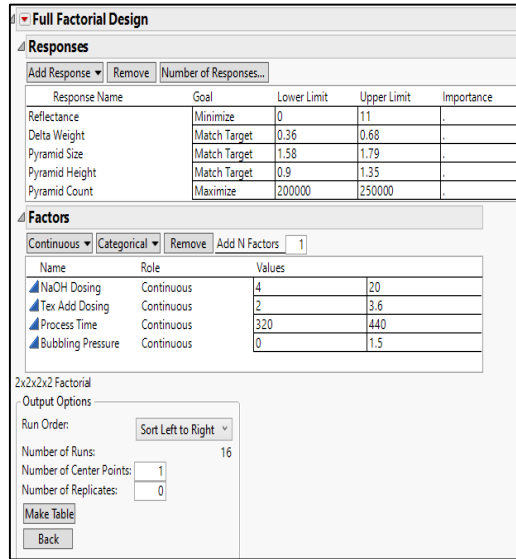 Full Factorial Design
Responses
Add Response Remove Number of Responses...
Response Name Goal Lower Limit Upper Limit Importance
Reflectance Minimize 0 11 .
Delta Weight Match Target 0.36 0.68 .
Pyramid Size Match Target 1.58 1.79 .
Pyramid Height Match Target 0.9 1.35 .
Pyramid Count Maximize 200000 250000 .
Factors
Continuous Categorical Remove Add N Factors 1
Name Role Values
NaOH Dosing Continuous 4 20
Tex Add Dosing Continuous 2 3.6
Process Time Continuous 320 440
Bubbling Pressure Continuous 0 1.5
2x2x2x2 Factorial
Output Options
Run Order: Sort Left to Right
Number of Runs: 16
Number of Center Points: 1
Number of Replicates: 0
Make Table
Back